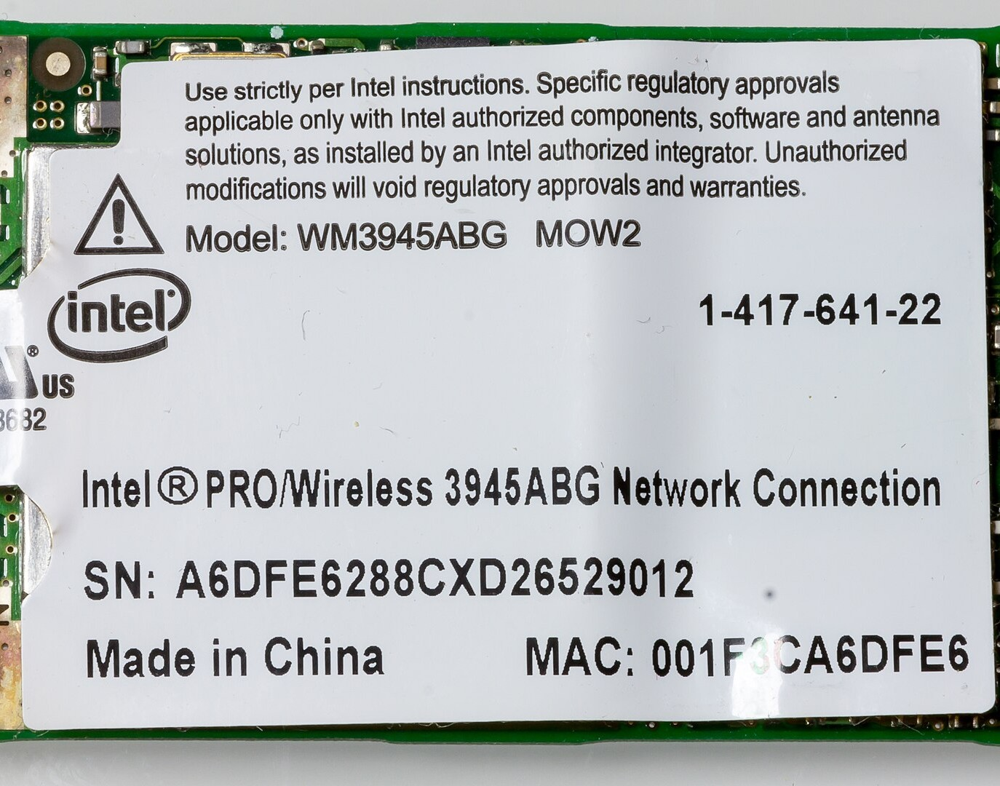 Use strictly per Intel instructions. Specific regulatory approvals
applicable only with Intel authorized components, software and antenna
solutions, as installed by an Intel authorized integrator. Unauthorized
modifications will void regulatory approvals and warranties.
Model: WM3945ABG MOW2
intel®
1-417-641-22
® US
Intel® PRO/Wireless 3945ABG Network Connection
SN: A6DFE6288CXD26529012
Made in China
MAC: 001F3CA6DFE6